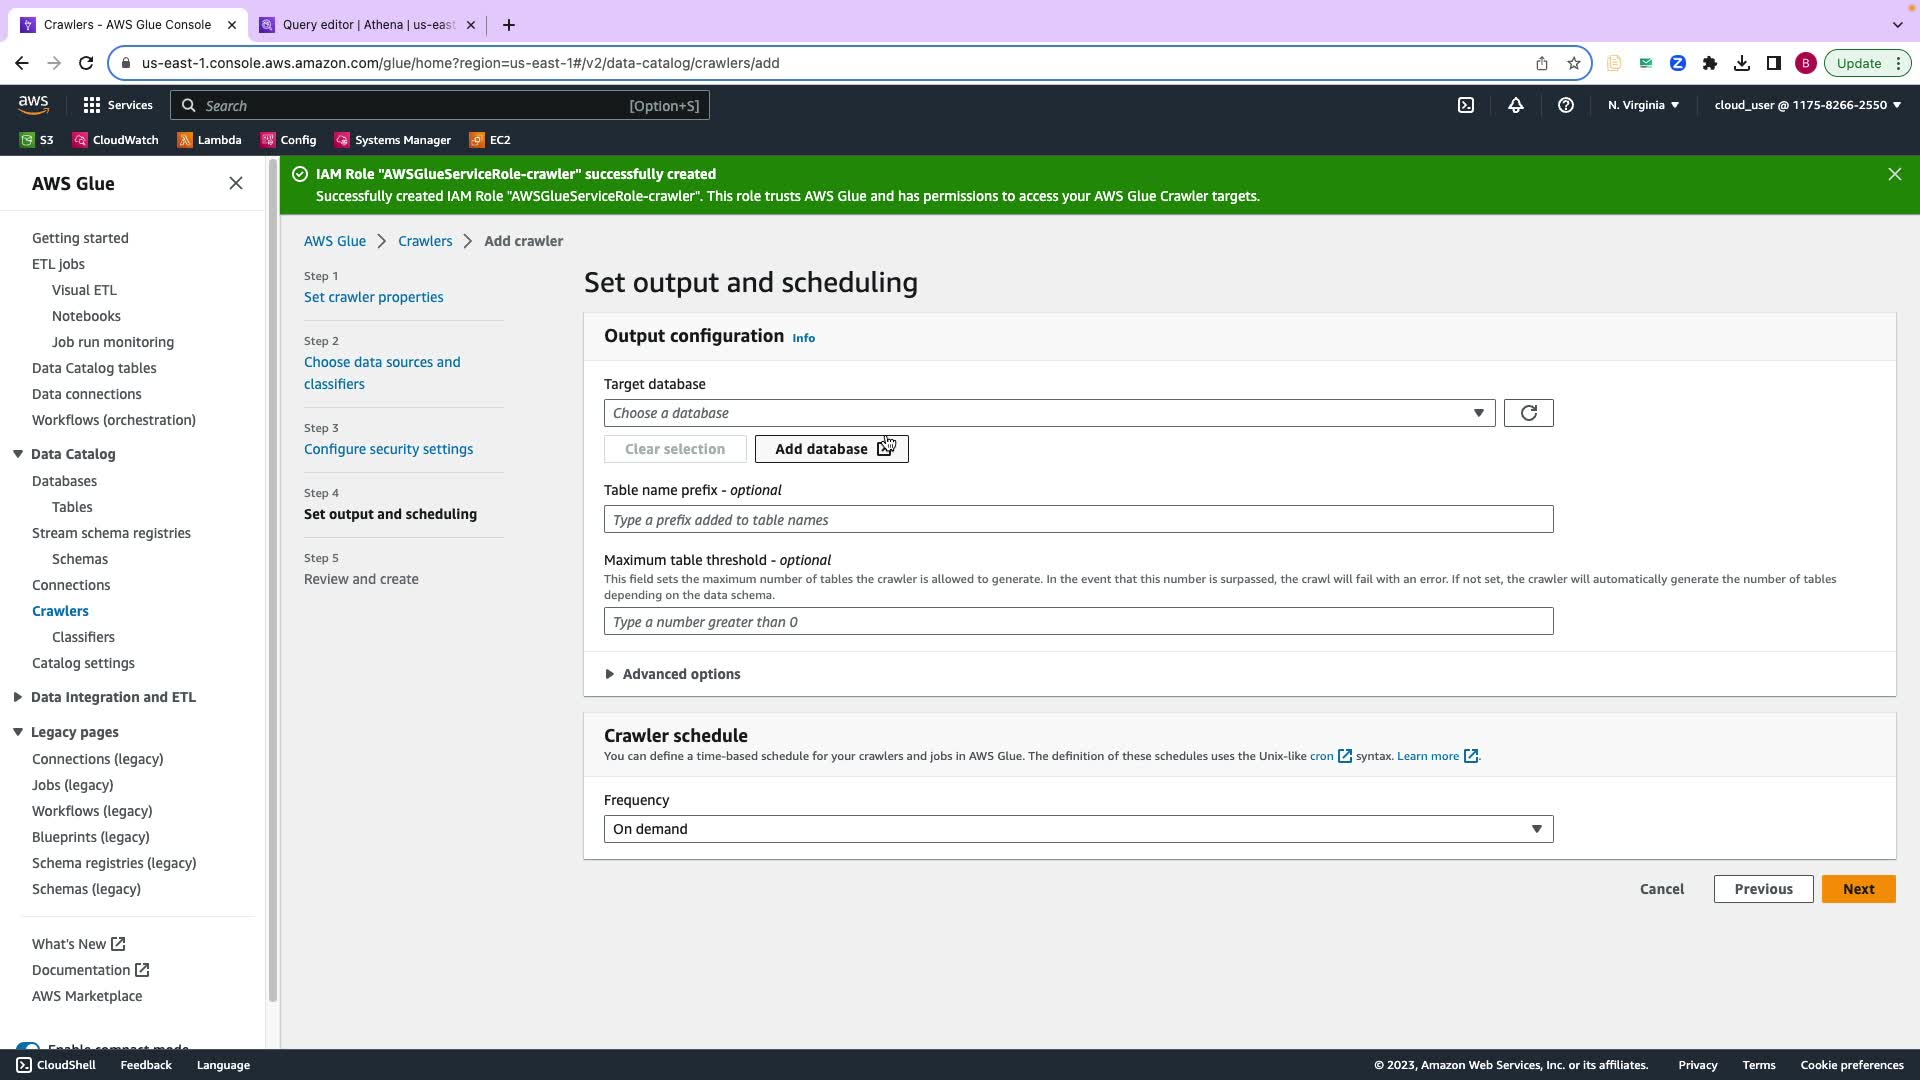 Crawlers - AWS Glue Console
Query editor | Athena | us-east
us-east-1.console.aws.amazon.com/glue/home?region=us-east-1#/v2/data-catalog/crawlers/add
B
Update
aws
Services
Search
[Option+S]
N. Virginia
cloud_user @ 1175-8266-2550
S3
CloudWatch
Lambda
Config
Systems Manager
EC2
AWS Glue
Getting started
ETL jobs
Visual ETL
Notebooks
Job run monitoring
Data Catalog tables
Data connections
Workflows (orchestration)
Data Catalog
Databases
Tables
Stream schema registries
Schemas
Connections
Crawlers
Classifiers
Catalog settings
Data Integration and ETL
Legacy pages
Connections (legacy)
Jobs (legacy)
Workflows (legacy)
Blueprints (legacy)
Schema registries (legacy)
Schemas (legacy)
What's New
Documentation
AWS Marketplace
Enable compact mode
IAM Role "AWSGlueServiceRole-crawler" successfully created
Successfully created IAM Role "AWSGlueServiceRole-crawler". This role trusts AWS Glue and has permissions to access your AWS Glue Crawler targets.
AWS Glue > Crawlers > Add crawler
Step 1
Set crawler properties
Step 2
Choose data sources and
classifiers
Step 3
Configure security settings
Step 4
Set output and scheduling
Step 5
Review and create
Set output and scheduling
Output configuration Info
Target database
Choose a database
Clear selection
Add database
Table name prefix - optional
Type a prefix added to table names
Maximum table threshold - optional
This field sets the maximum number of tables the crawler is allowed to generate. In the event that this number is surpassed, the crawl will fail with an error. If not set, the crawler will automatically generate the number of tables
depending on the data schema.
Type a number greater than 0
Advanced options
Crawler schedule
You can define a time-based schedule for your crawlers and jobs in AWS Glue. The definition of these schedules uses the Unix-like cron syntax. Learn more.
Frequency
On demand
Cancel
Previous
Next
CloudShell
Feedback
Language
© 2023, Amazon Web Services, Inc. or its affiliates.
Privacy
Terms
Cookie preferences